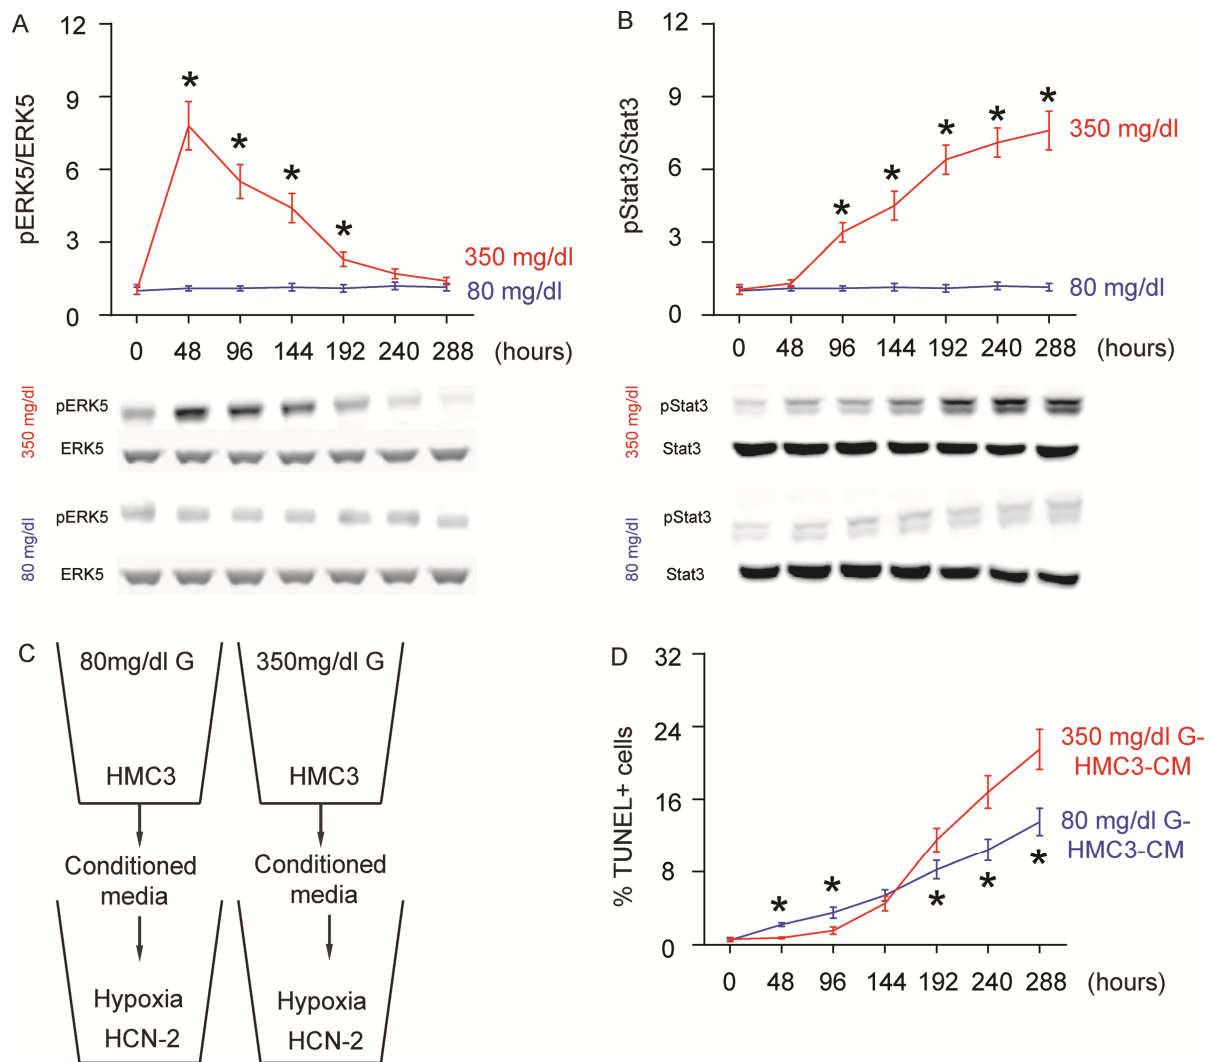 A
pERK5/ERK5
12
9
6
3
0
*
*
*
*
350 mg/dl
80 mg/dl
0 48 96 144 192 240 288 (hours)
350 mg/dl
pERK5
ERK5
80 mg/dl
pERK5
ERK5
B
pStat3/Stat3
12
9
6
3
0
*
*
*
*
*
350 mg/dl
80 mg/dl
0 48 96 144 192 240 288 (hours)
350 mg/dl
pStat3
Stat3
80 mg/dl
pStat3
Stat3
C
80mg/dl G
HMC3
Conditioned
media
Hypoxia
HCN-2
350mg/dl G
HMC3
Conditioned
media
Hypoxia
HCN-2
D
% TUNEL+ cells
32
24
16
8
0
*
*
*
*
*
350 mg/dl G-
HMC3-CM
80 mg/dl G-
HMC3-CM
0 48 96 144 192 240 288 (hours)